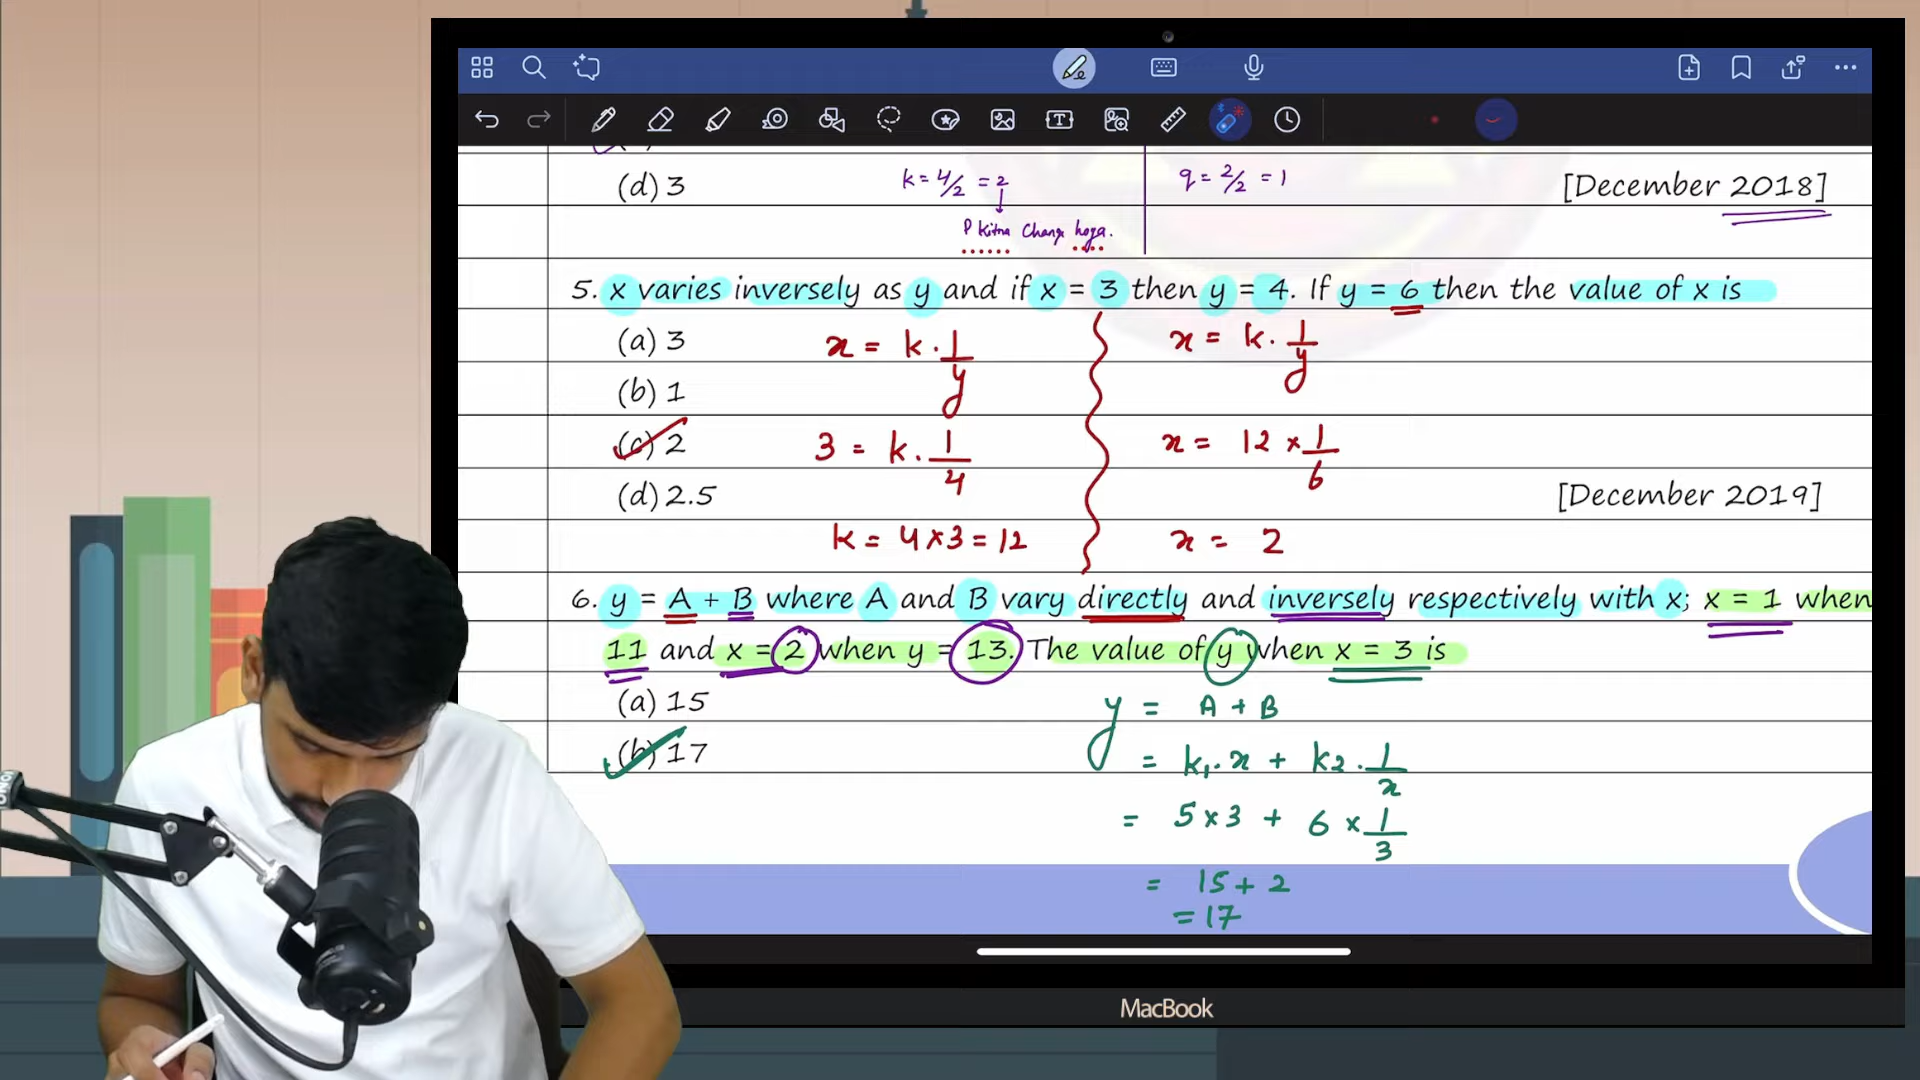 (d) 3
k = 4/2 = 2
q = 2/2 = 1
[December 2018]
P kitna Change hoga.
5. x varies inversely as y and if x = 3 then y = 4. If y = 6 then the value of x is
(a) 3
x = k . 1/y
x = k . 1/y
(b) 1
(c) 2
3 = k . 1/4
x = 12 × 1/6
(d) 2.5
[December 2019]
k = 4 × 3 = 12
x = 2
6. y = A + B where A and B vary directly and inversely respectively with x; x = 1 when
11 and x = 2 when y = 13. The value of y when x = 3 is
(a) 15
y = A + B
(b) 17
= k1 . x + k2 . 1/x
= 5 × 3 + 6 × 1/3
= 15 + 2
= 17
MacBook